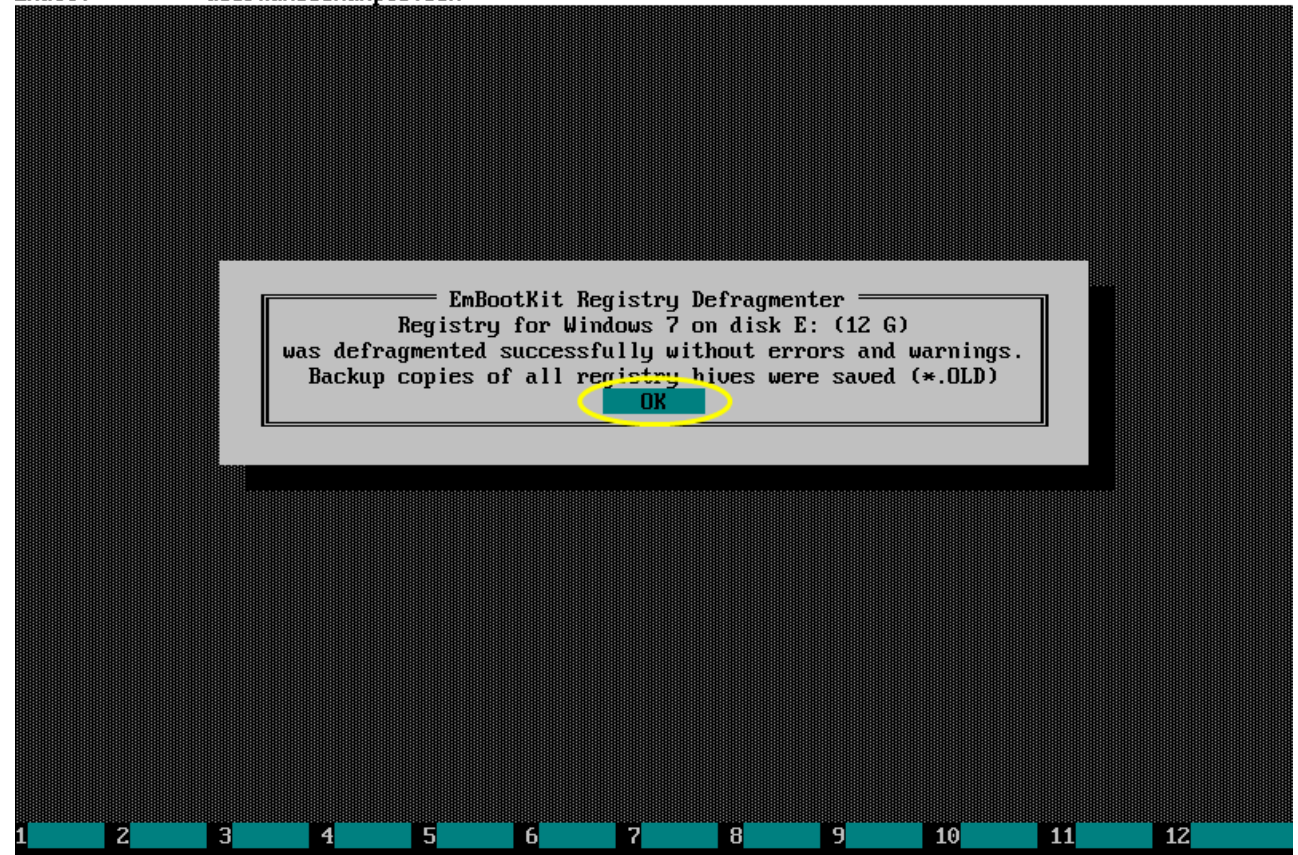 EmBootKit Registry Defragmenter
Registry for Windows 7 on disk E: (12 G)
was defragmented successfully without errors and warnings.
Backup copies of all registry hives were saved (*.OLD)
OK
1 2 3 4 5 6 7 8 9 10 11 12